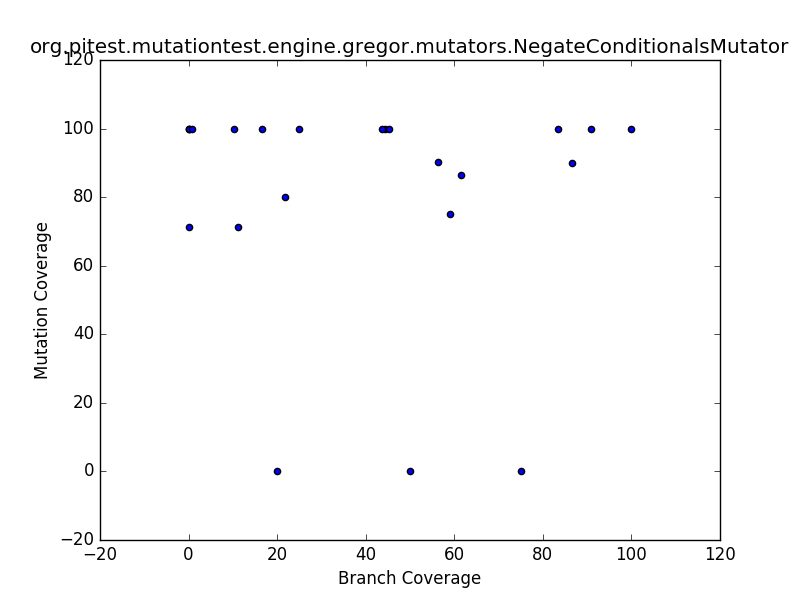 org.pitest.mutationtest.engine.gregor.mutators.NegateConditionalsMutator
120
100
80
60
40
20
0
−20
Mutation Coverage
−20 0 20 40 60 80 100 120
Branch Coverage